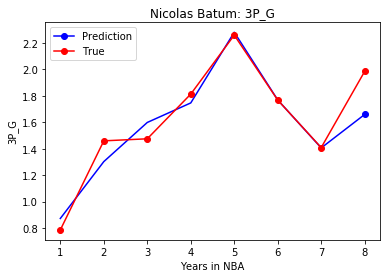 Nicolas Batum: 3P_G
Prediction
True
3P_G
2.2
2.0
1.8
1.6
1.4
1.2
1.0
0.8
1 2 3 4 5 6 7 8
Years in NBA